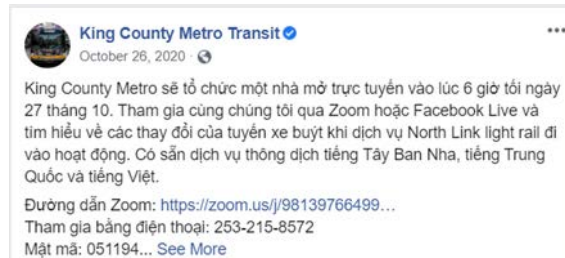 King County Metro Transit
October 26, 2020 ·
King County Metro sẽ tổ chức một nhà mở trực tuyến vào lúc 6 giờ tối ngày
27 tháng 10. Tham gia cùng chúng tôi qua Zoom hoặc Facebook Live và
tìm hiểu về các thay đổi của tuyến xe buýt khi dịch vụ North Link light rail đi
vào hoạt động. Có sẵn dịch vụ thông dịch tiếng Tây Ban Nha, tiếng Trung
Quốc và tiếng Việt.
Đường dẫn Zoom: https://zoom.us/j/98139766499…
Tham gia bằng điện thoại: 253-215-8572
Mật mã: 051194... See More